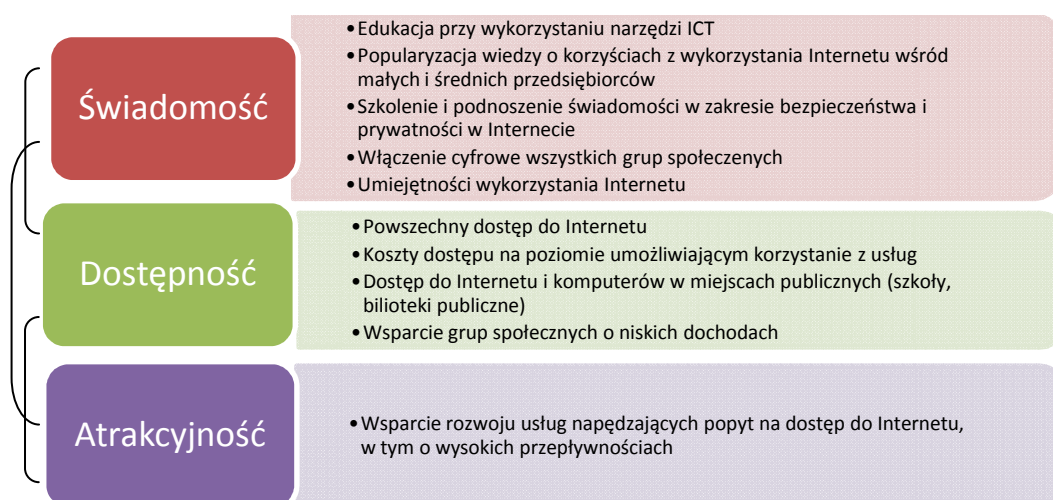 Świadomość
•Edukacja przy wykorzystaniu narzędzi ICT
•Popularyzacja wiedzy o korzyściach z wykorzystania Internetu wśród
małych i średnich przedsiębiorców
•Szkolenie i podnoszenie świadomości w zakresie bezpieczeństwa i
prywatności w Internecie
•Włączenie cyfrowe wszystkich grup społeczenych
•Umiejętności wykorzystania Internetu
Dostępność
•Powszechny dostęp do Internetu
•Koszty dostępu na poziomie umożliwiającym korzystanie z usług
•Dostęp do Internetu i komputerów w miejscach publicznych (szkoły,
bilioteki publiczne)
•Wsparcie grup społecznych o niskich dochodach
Atrakcyjność
•Wsparcie rozwoju usług napędzających popyt na dostęp do Internetu,
w tym o wysokich przepływnościach